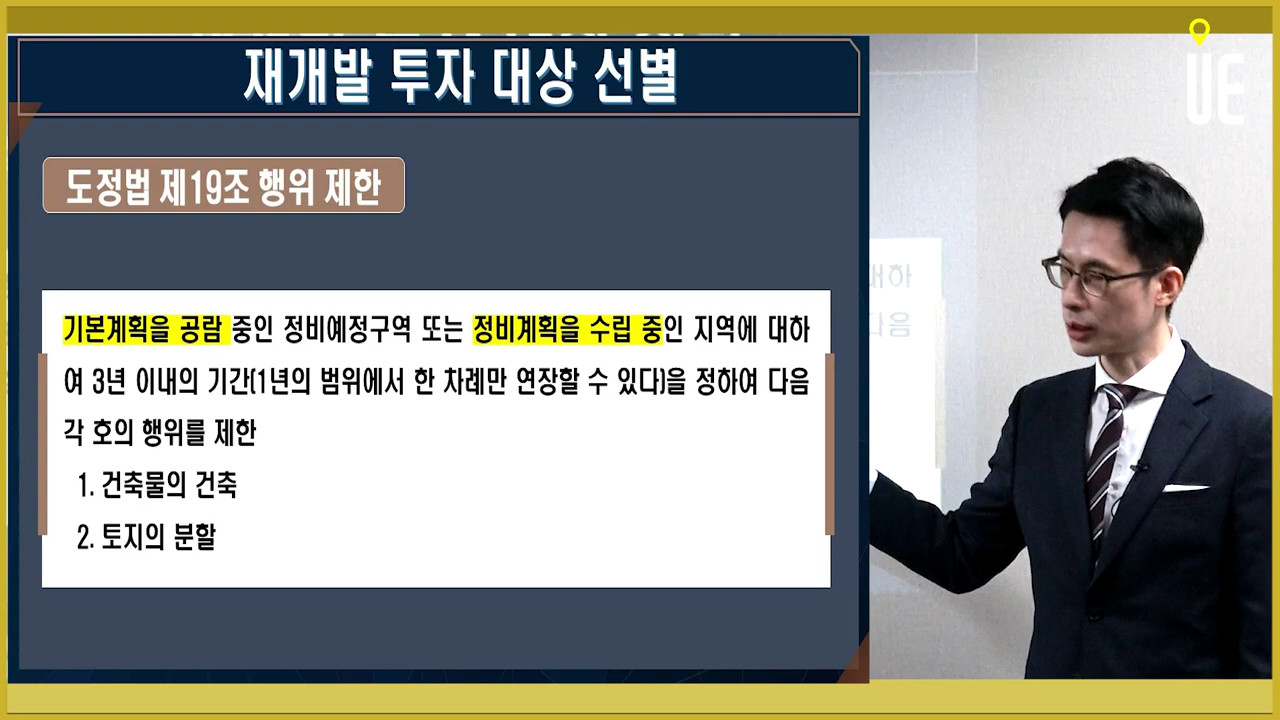 재개발 투자 대상 선별
UE
도정법 제19조 행위 제한
기본계획을 공람 중인 정비예정구역 또는 정비계획을 수립 중인 지역에 대하
여 3년 이내의 기간(1년의 범위에서 한 차례만 연장할 수 있다)을 정하여 다음
각 호의 행위를 제한
1. 건축물의 건축
2. 토지의 분할
대하
다음